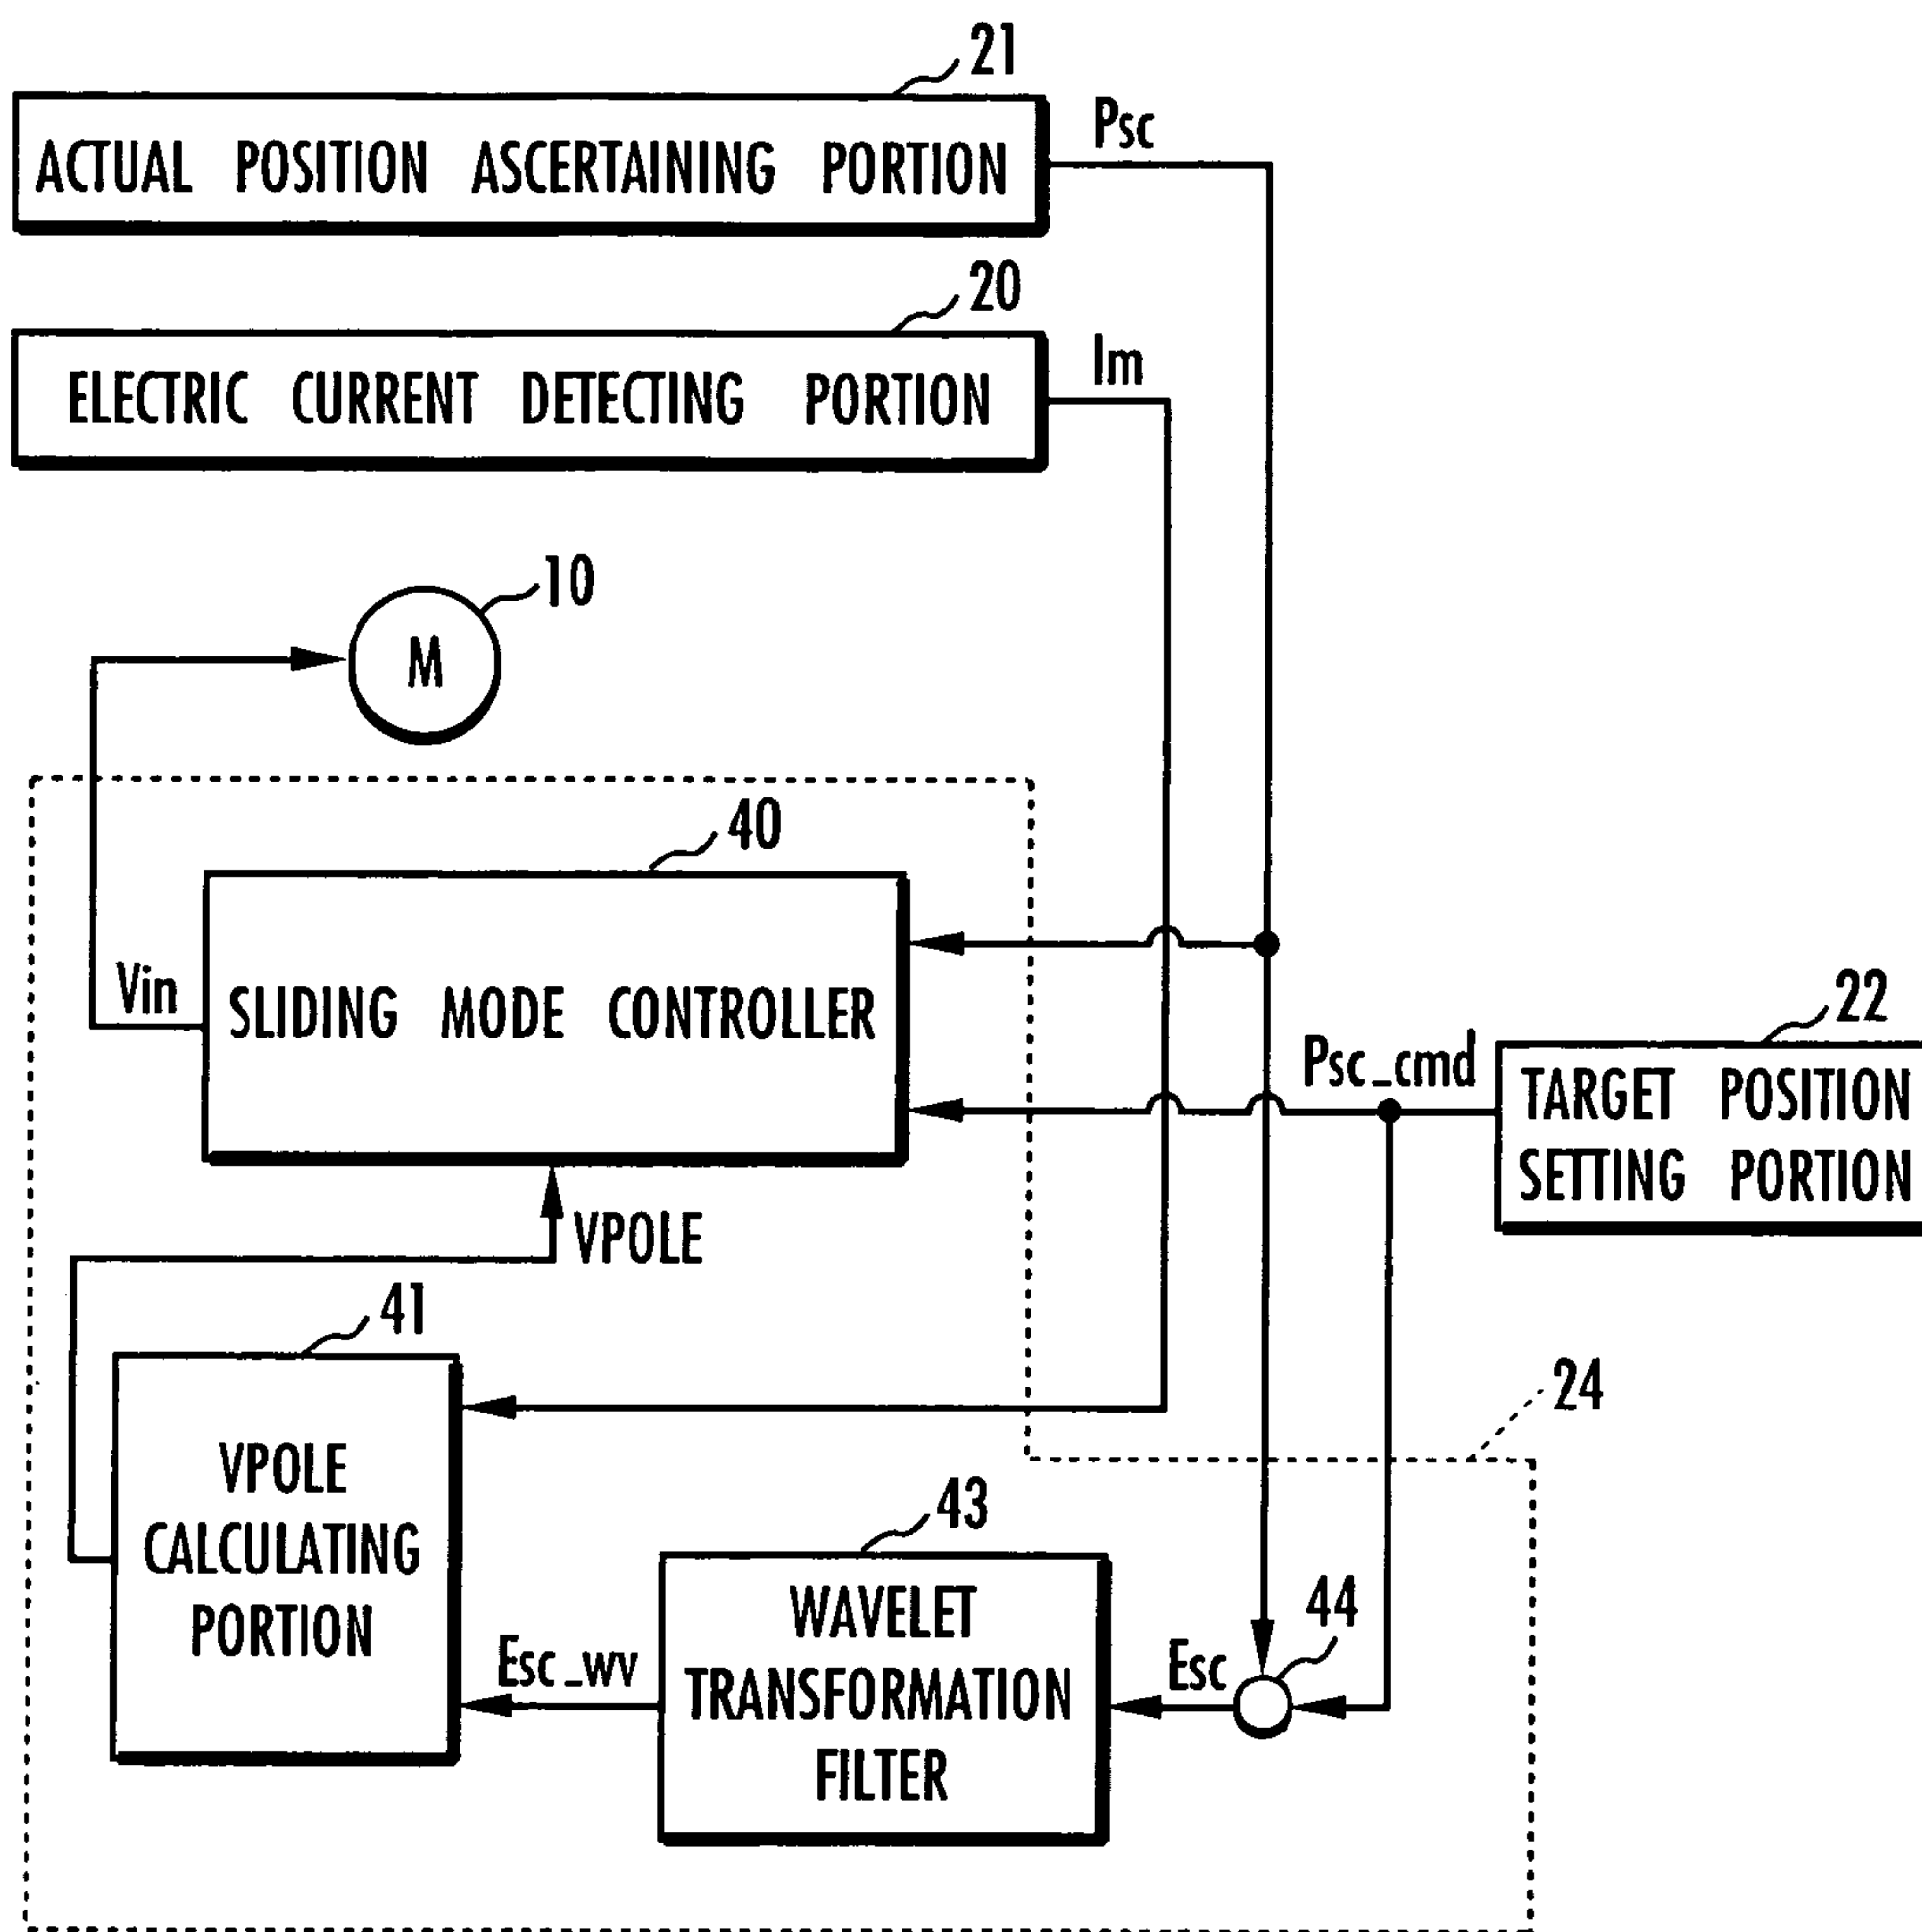 21
ACTUAL POSITION ASCERTAINING PORTION
Psc
20
ELECTRIC CURRENT DETECTING PORTION
Im
10
M
40
SLIDING MODE CONTROLLER
Vin
22
Psc_cmd
TARGET POSITION
SETTING PORTION
VPOLE
41
VPOLE
CALCULATING
PORTION
24
43
WAVELET
TRANSFORMATION
FILTER
Esc_wv
44
Esc